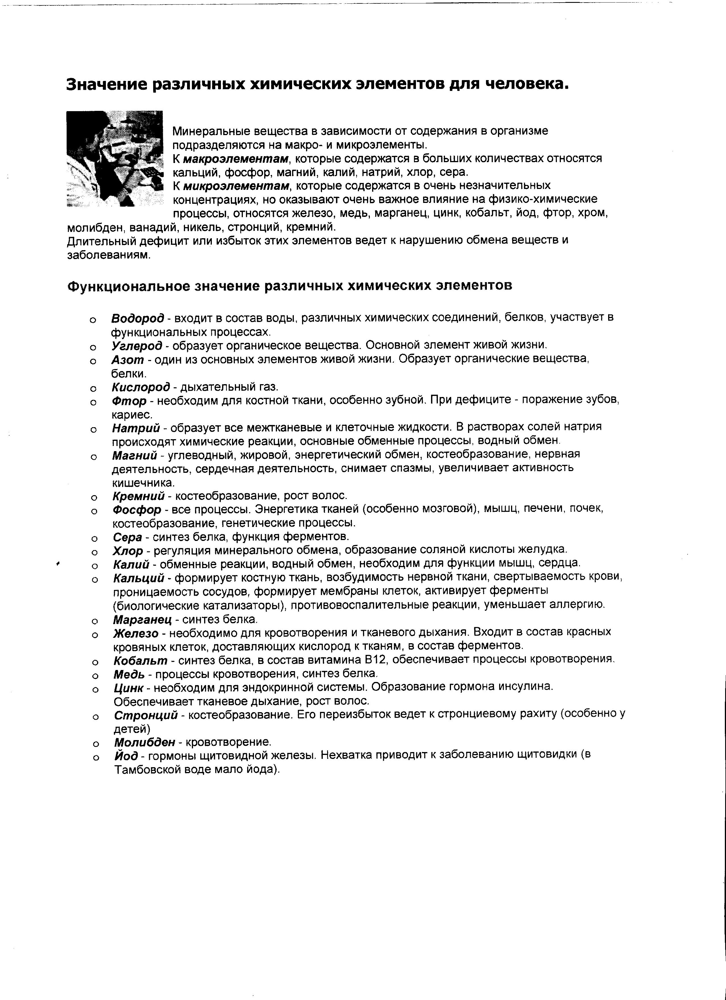 Значение различных химических элементов для человека.
Минеральные вещества в зависимости от содержания в организме
подразделяются на макро- и микроэлементы.
К макроэлементам, которые содержатся в больших количествах относятся
кальций, фосфор, магний, калий, натрий, хлор, сера.
К микроэлементам, которые содержатся в очень незначительных
концентрациях, но оказывают очень важное влияние на физико-химические
процессы, относятся железо, медь, марганец, цинк, кобальт, йод, фтор, хром,
молибден, ванадий, никель, стронций, кремний.
Длительный дефицит или избыток этих элементов ведет к нарушению обмена веществ и
заболеваниям.
Функциональное значение различных химических элементов
o Водород - входит в состав воды, различных химических соединений, белков, участвует в
функциональных процессах.
o Углерод - образует органическое вещества. Основной элемент живой жизни.
o Азот - один из основных элементов живой жизни. Образует органические вещества,
белки.
o Кислород - дыхательный газ.
o Фтор - необходим для костной ткани, особенно зубной. При дефиците - поражение зубов,
кариес.
o Натрий - образует все межтканевые и клеточные жидкости. В растворах солей натрия
происходят химические реакции, основные обменные процессы, водный обмен.
o Магний - углеводный, жировой, энергетический обмен, костеобразование, нервная
деятельность, сердечная деятельность, снимает спазмы, увеличивает активность
кишечника.
o Кремний - костеобразование, рост волос.
o Фосфор - все процессы. Энергетика тканей (особенно мозговой), мышц, печени, почек,
костеобразование, генетические процессы.
o Сера - синтез белка, функция ферментов.
o Хлор - регуляция минерального обмена, образование соляной кислоты желудка.
o Калий - обменные реакции, водный обмен, необходим для функции мышц, сердца.
o Кальций - формирует костную ткань, возбудимость нервной ткани, свертываемость крови,
проницаемость сосудов, формирует мембраны клеток, активирует ферменты
(биологические катализаторы), противовоспалительные реакции, уменьшает аллергию.
o Марганец - синтез белка.
o Железо - необходимо для кровотворения и тканевого дыхания. Входит в состав красных
кровяных клеток, доставляющих кислород к тканям, в состав ферментов.
o Кобальт - синтез белка, в состав витамина В12, обеспечивает процессы кровотворения.
o Медь - процессы кровотворения, синтез белка.
o Цинк - необходим для эндокринной системы. Образование гормона инсулина.
Обеспечивает тканевое дыхание, рост волос.
o Стронций - костеобразование. Его переизбыток ведет к стронциевому рахиту (особенно у
детей)
o Молибден - кровотворение.
o Йод - гормоны щитовидной железы. Нехватка приводит к заболеванию щитовидки (в
Тамбовской воде мало йода).